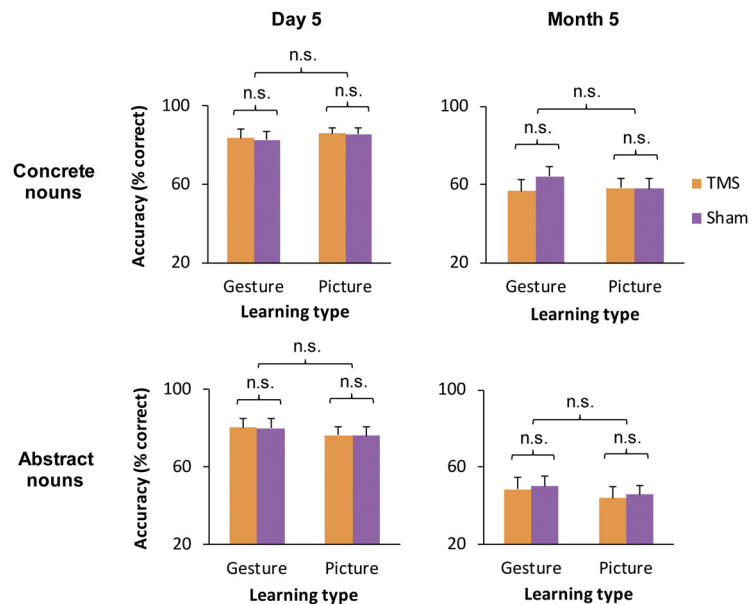 Day 5
Month 5
n.s.
n.s.
n.s.
n.s.
n.s.
n.s.
Concrete
nouns
Accuracy (% correct)
100
60
20
Gesture
Picture
Learning type
100
60
20
Gesture
Picture
Learning type
TMS
Sham
n.s.
n.s.
n.s.
n.s.
n.s.
n.s.
Abstract
nouns
Accuracy (% correct)
100
60
20
Gesture
Picture
Learning type
100
60
20
Gesture
Picture
Learning type